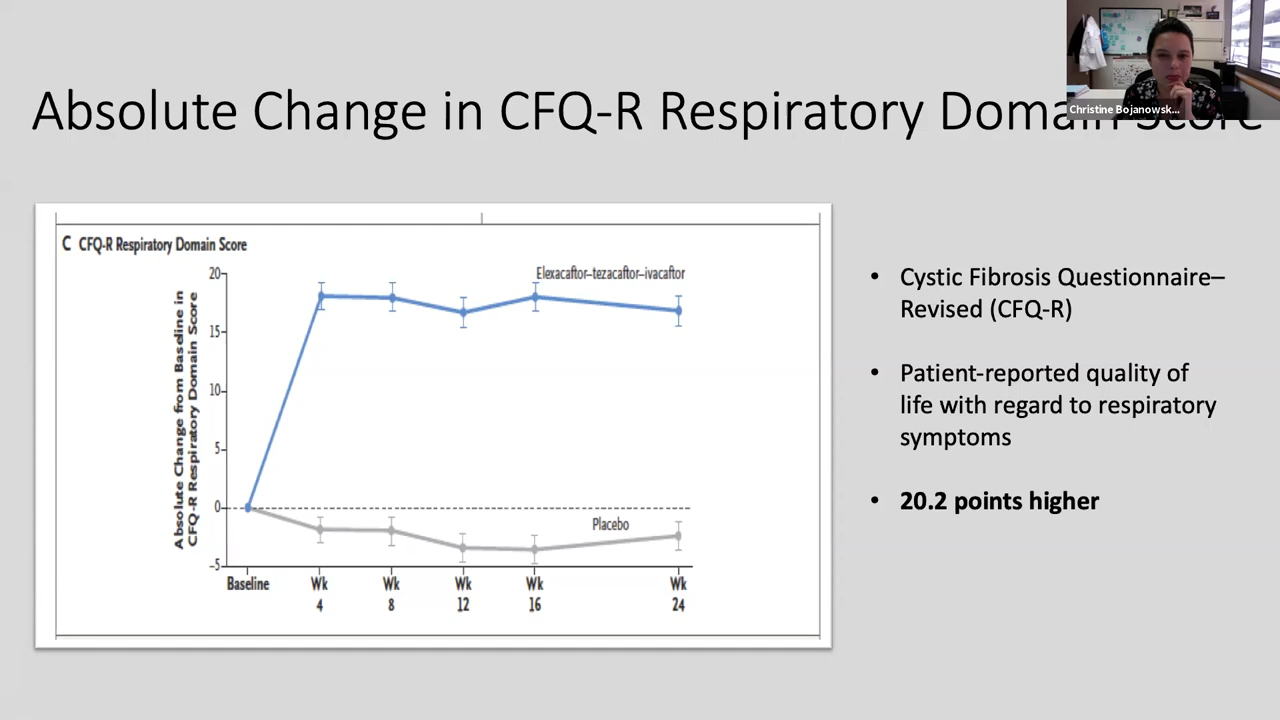 Absolute Change in CFQ-R Respiratory Domain Score
Christine Bojanowsk...
C CFQ-R Respiratory Domain Score
Absolute Change from Baseline in
CFQ-R Respiratory Domain Score
20
15
10
5
0
–5
Elexacaftor–tezacaftor–ivacaftor
Placebo
Baseline
Wk
4
Wk
8
Wk
12
Wk
16
Wk
24
• Cystic Fibrosis Questionnaire–
Revised (CFQ-R)
• Patient-reported quality of
life with regard to respiratory
symptoms
• 20.2 points higher